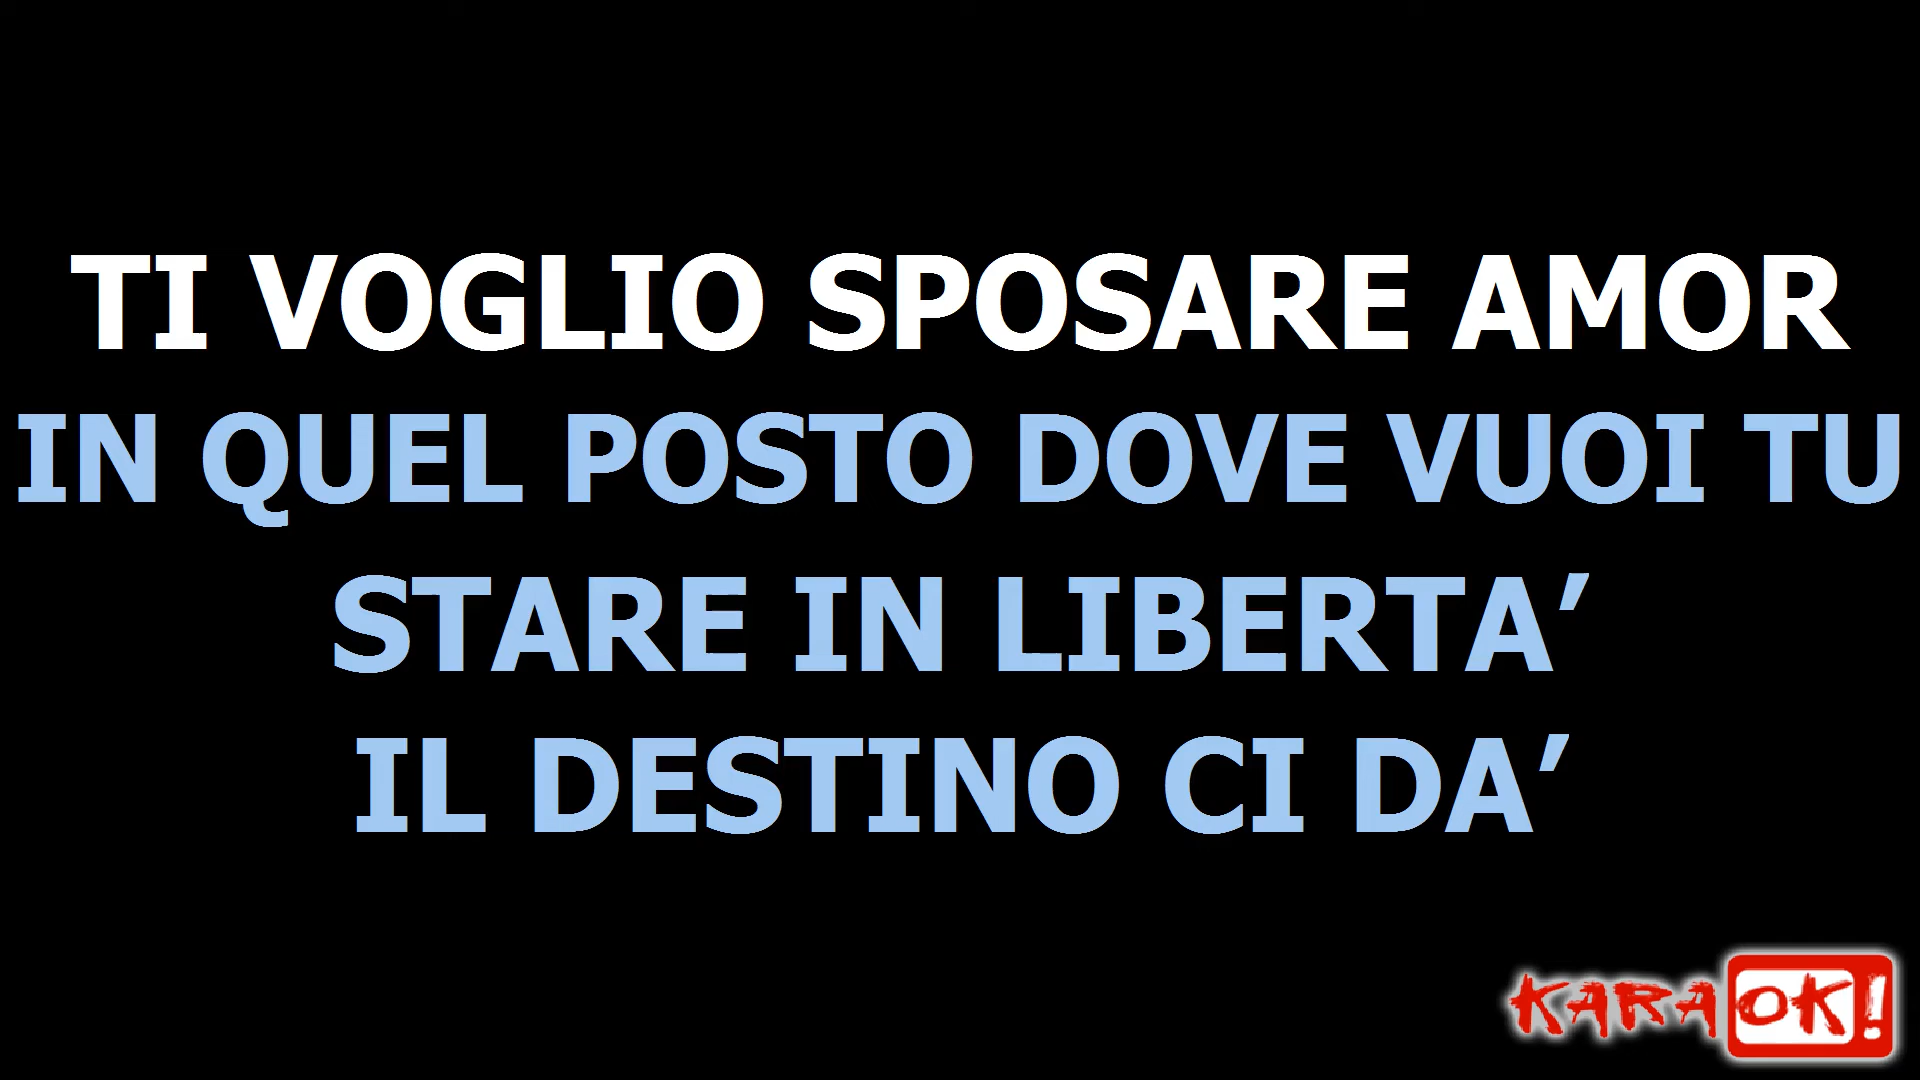 TI VOGLIO SPOSARE AMOR
IN QUEL POSTO DOVE VUOI TU
STARE IN LIBERTA’
IL DESTINO CI DA’
KARAOK!